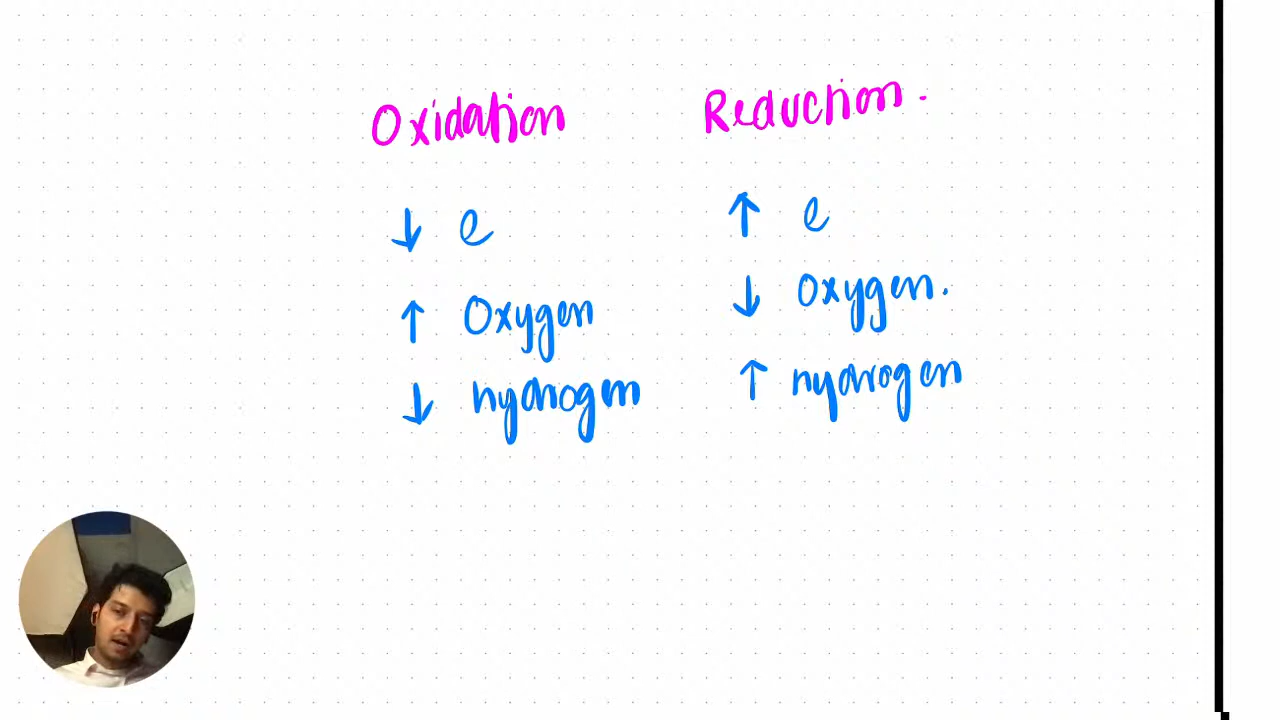 Oxidation Reduction.
↓ e ↑ e
↑ Oxygen ↓ Oxygen.
↓ hydrogen ↑ hydrogen